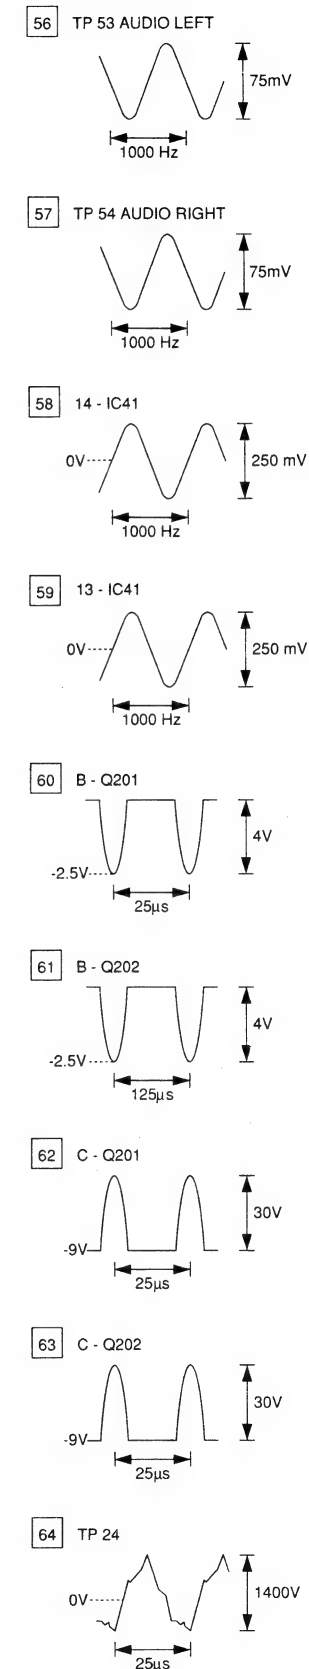 56 TP 53 AUDIO LEFT
75mV
1000 Hz
57 TP 54 AUDIO RIGHT
75mV
1000 Hz
58 14 - IC41
0V
250 mV
1000 Hz
59 13 - IC41
0V
250 mV
1000 Hz
60 B - Q201
4V
-2.5V
25µs
61 B - Q202
4V
-2.5V
125µs
62 C - Q201
30V
-9V
25µs
63 C - Q202
30V
-9V
25µs
64 TP 24
0V
1400V
25µs